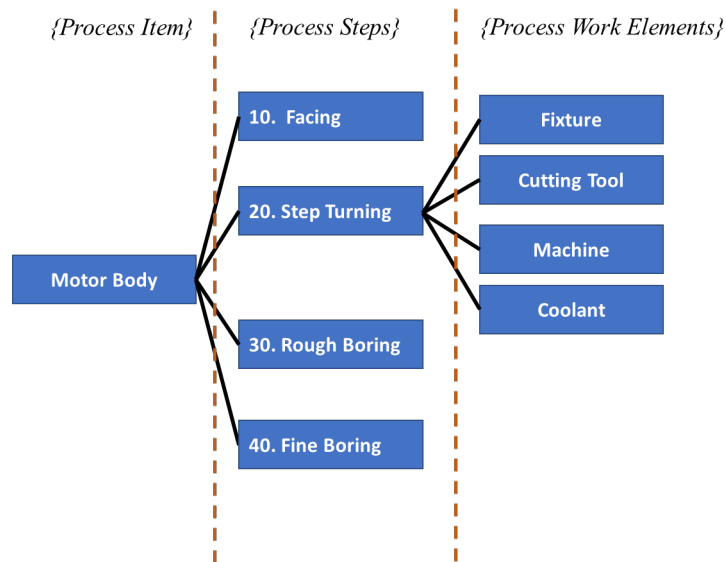 {Process Item}
{Process Steps}
{Process Work Elements}
10. Facing
20. Step Turning
30. Rough Boring
40. Fine Boring
Motor Body
Fixture
Cutting Tool
Machine
Coolant